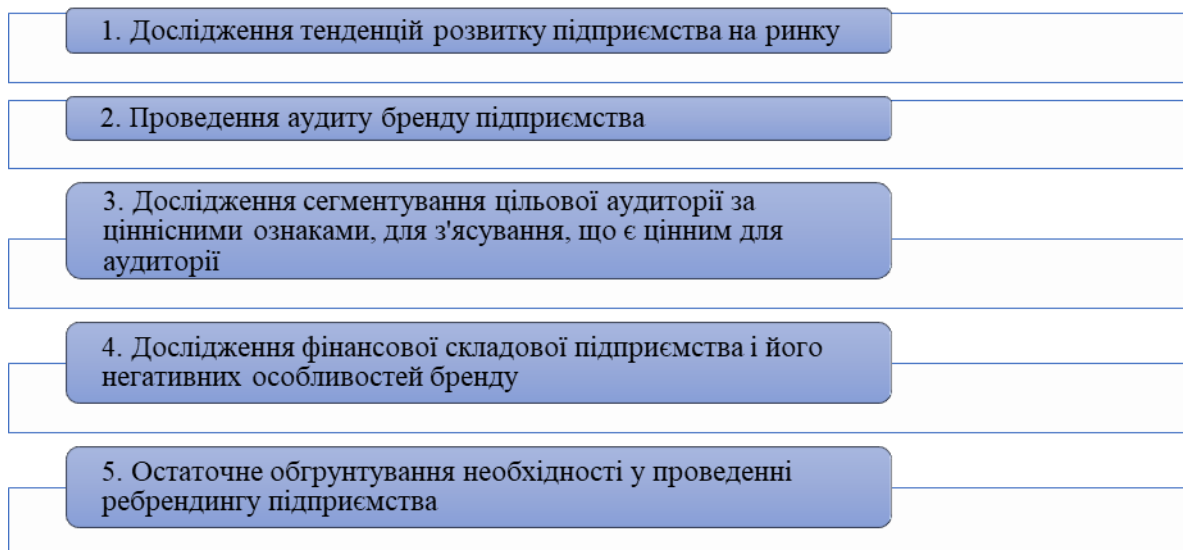 1. Дослідження тенденцій розвитку підприємства на ринку
2. Проведення аудиту бренду підприємства
3. Дослідження сегментування цільової аудиторії за
ціннісними ознаками, для з'ясування, що є цінним для
аудиторії
4. Дослідження фінансової складової підприємства і його
негативних особливостей бренду
5. Остаточне обгрунтування необхідності у проведенні
ребрендингу підприємства